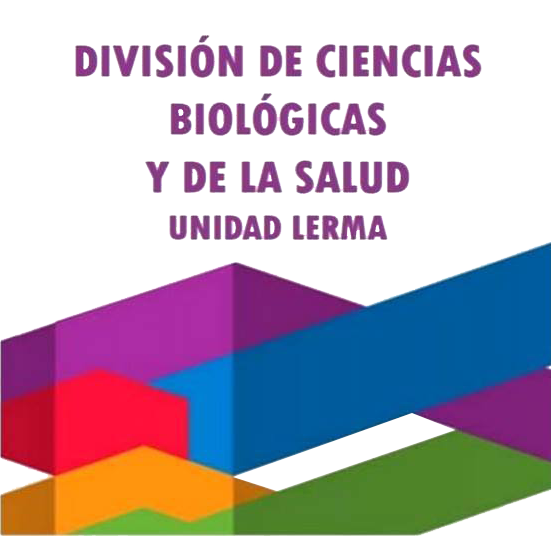 DIVISIÓN DE CIENCIAS
BIOLÓGICAS
Y DE LA SALUD
UNIDAD LERMA